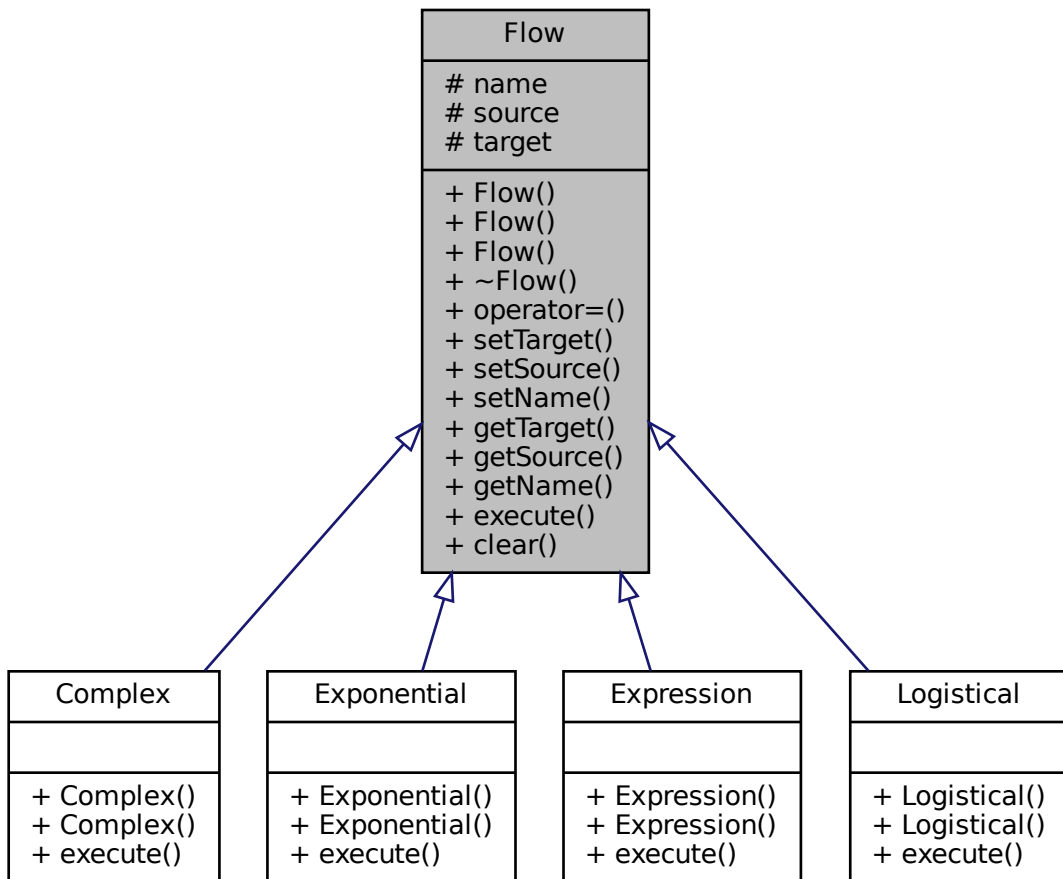 Flow
# name
# source
# target
+ Flow()
+ Flow()
+ Flow()
+ ~Flow()
+ operator=()
+ setTarget()
+ setSource()
+ setName()
+ getTarget()
+ getSource()
+ getName()
+ execute()
+ clear()
Complex
+ Complex()
+ Complex()
+ execute()
Exponential
+ Exponential()
+ Exponential()
+ execute()
Expression
+ Expression()
+ Expression()
+ execute()
Logistical
+ Logistical()
+ Logistical()
+ execute()